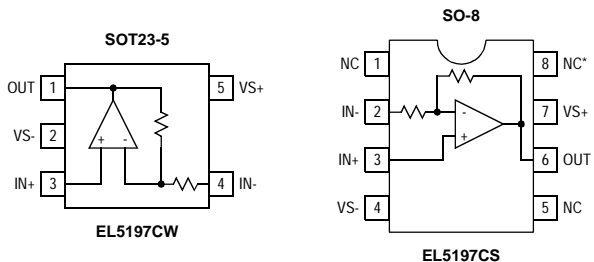 SOT23-5
OUT 1
5 VS+
VS- 2
IN+ 3
+ -
4 IN-
EL5197CW
SO-8
NC 1
8 NC*
IN- 2
-
7 VS+
IN+ 3
+
6 OUT
VS- 4
5 NC
EL5197CS